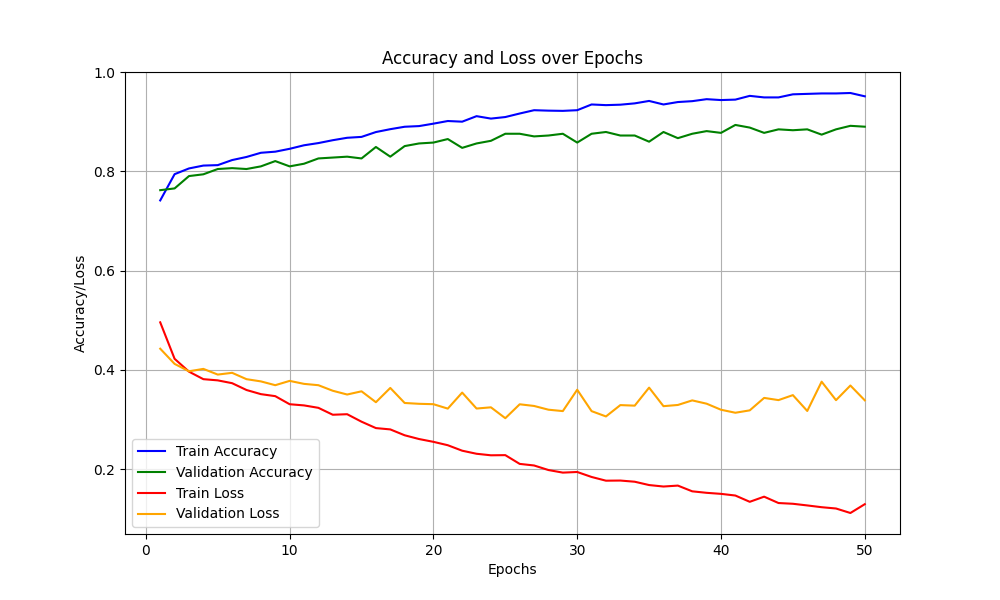 Accuracy and Loss over Epochs
1.0
0.8
0.6
0.4
0.2
Accuracy/Loss
Train Accuracy
Validation Accuracy
Train Loss
Validation Loss
0 10 20 30 40 50
Epochs